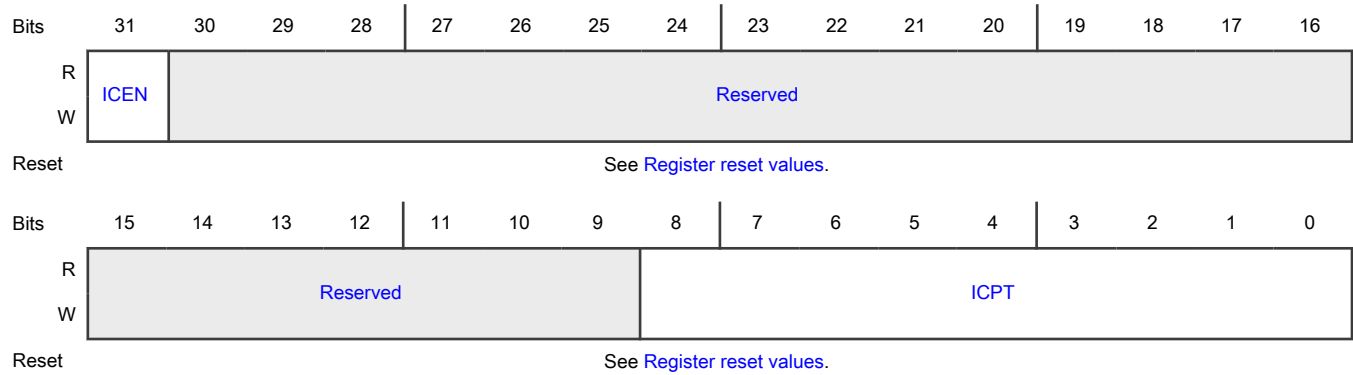 Bits 31 30 29 28 27 26 25 24 23 22 21 20 19 18 17 16
R
ICEN Reserved
W
Reset See Register reset values.
Bits 15 14 13 12 11 10 9 8 7 6 5 4 3 2 1 0
R
Reserved ICPT
W
Reset See Register reset values.